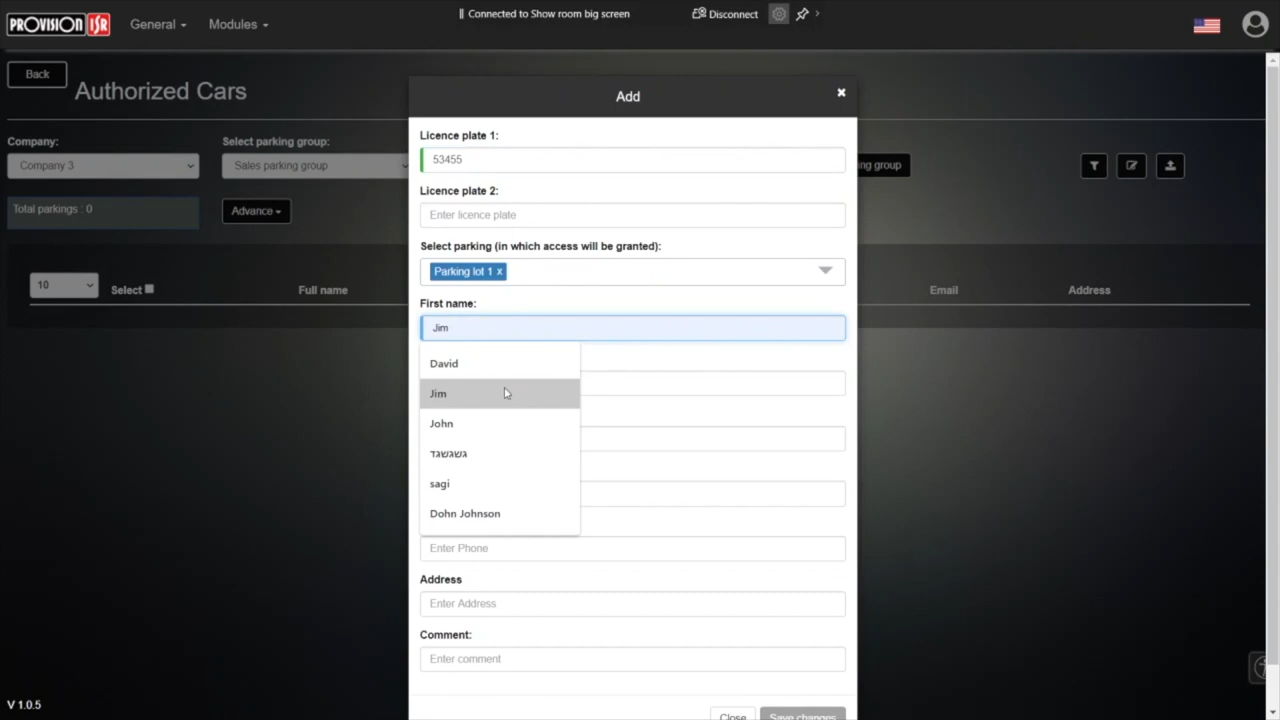 PROVISION ISR
General
Modules
Connected to Show room big screen
Disconnect
Back
Authorized Cars
Company:
Company 3
Select parking group:
Sales parking group
ing group
Total parkings : 0
Advance
10
Select
Full name
Email
Address
Add
×
Licence plate 1:
53455
Licence plate 2:
Enter licence plate
Select parking (in which access will be granted):
Parking lot 1 x
First name:
Jim
David
Jim
John
גשגשגד
sagi
Dohn Johnson
Enter Phone
Address
Enter Address
Comment:
Enter comment
Close
Save changes
V 1.0.5